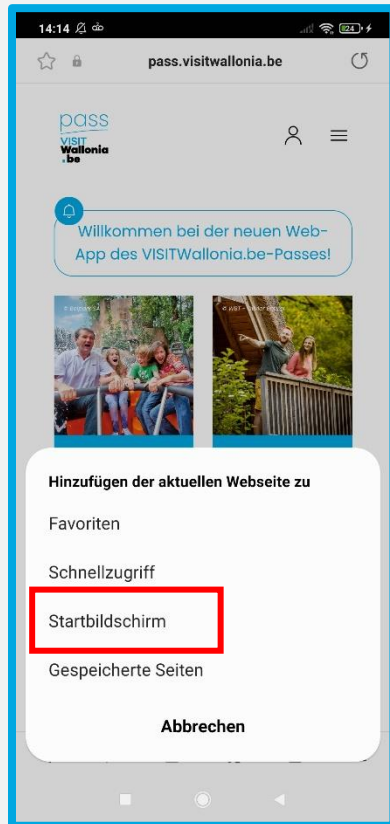 14:14
24
pass.visitwallonia.be
pass
VISIT
Wallonia
.be
Willkommen bei der neuen Web-
App des VISITWallonia.be-Passes!
Hinzufügen der aktuellen Webseite zu
Favoriten
Schnellzugriff
Startbildschirm
Gespeicherte Seiten
Abbrechen